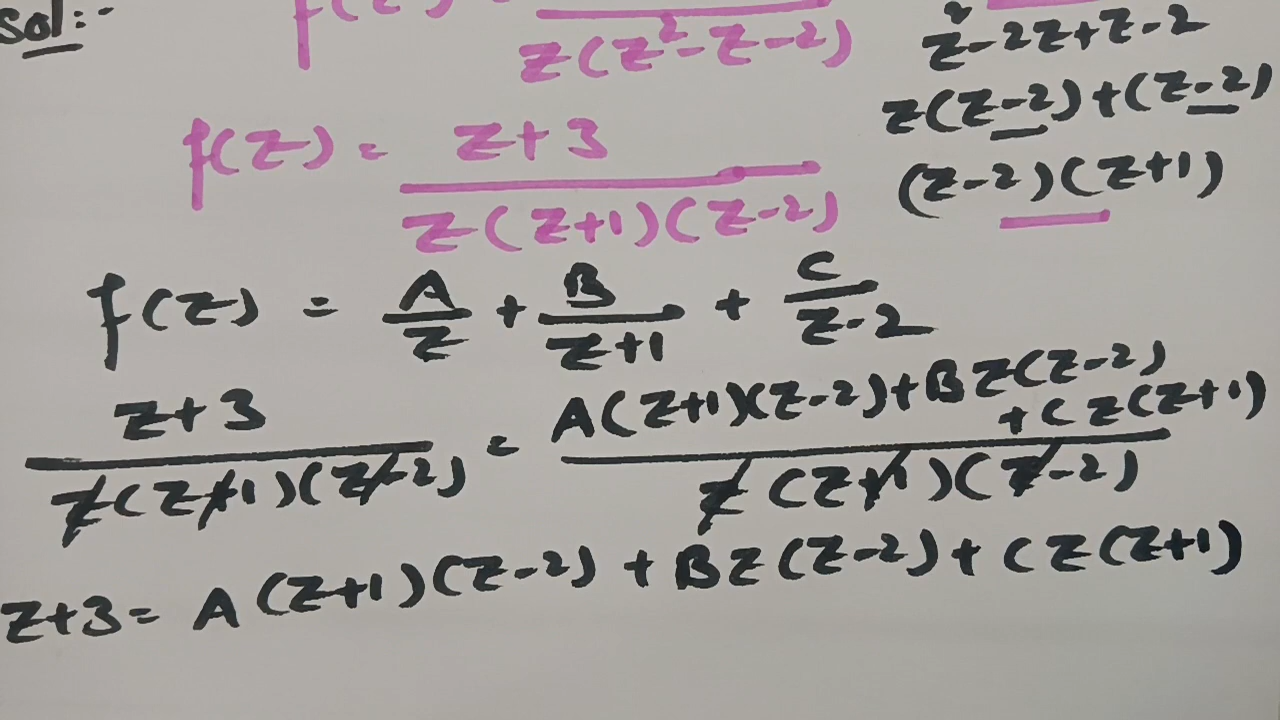 Sol:-
f(z)
z(z²-z-2)
z²-2z+z-2
z(z-2)+(z-2)
(z-2)(z+1)
f(z) = z+3 / z(z+1)(z-2)
f(z) = A/z + B/z+1 + C/z-2
z+3 / z(z+1)(z-2) = A(z+1)(z-2)+Bz(z-2) +Cz(z+1) / z(z+1)(z-2)
z+3 = A(z+1)(z-2) + Bz(z-2) + Cz(z+1)